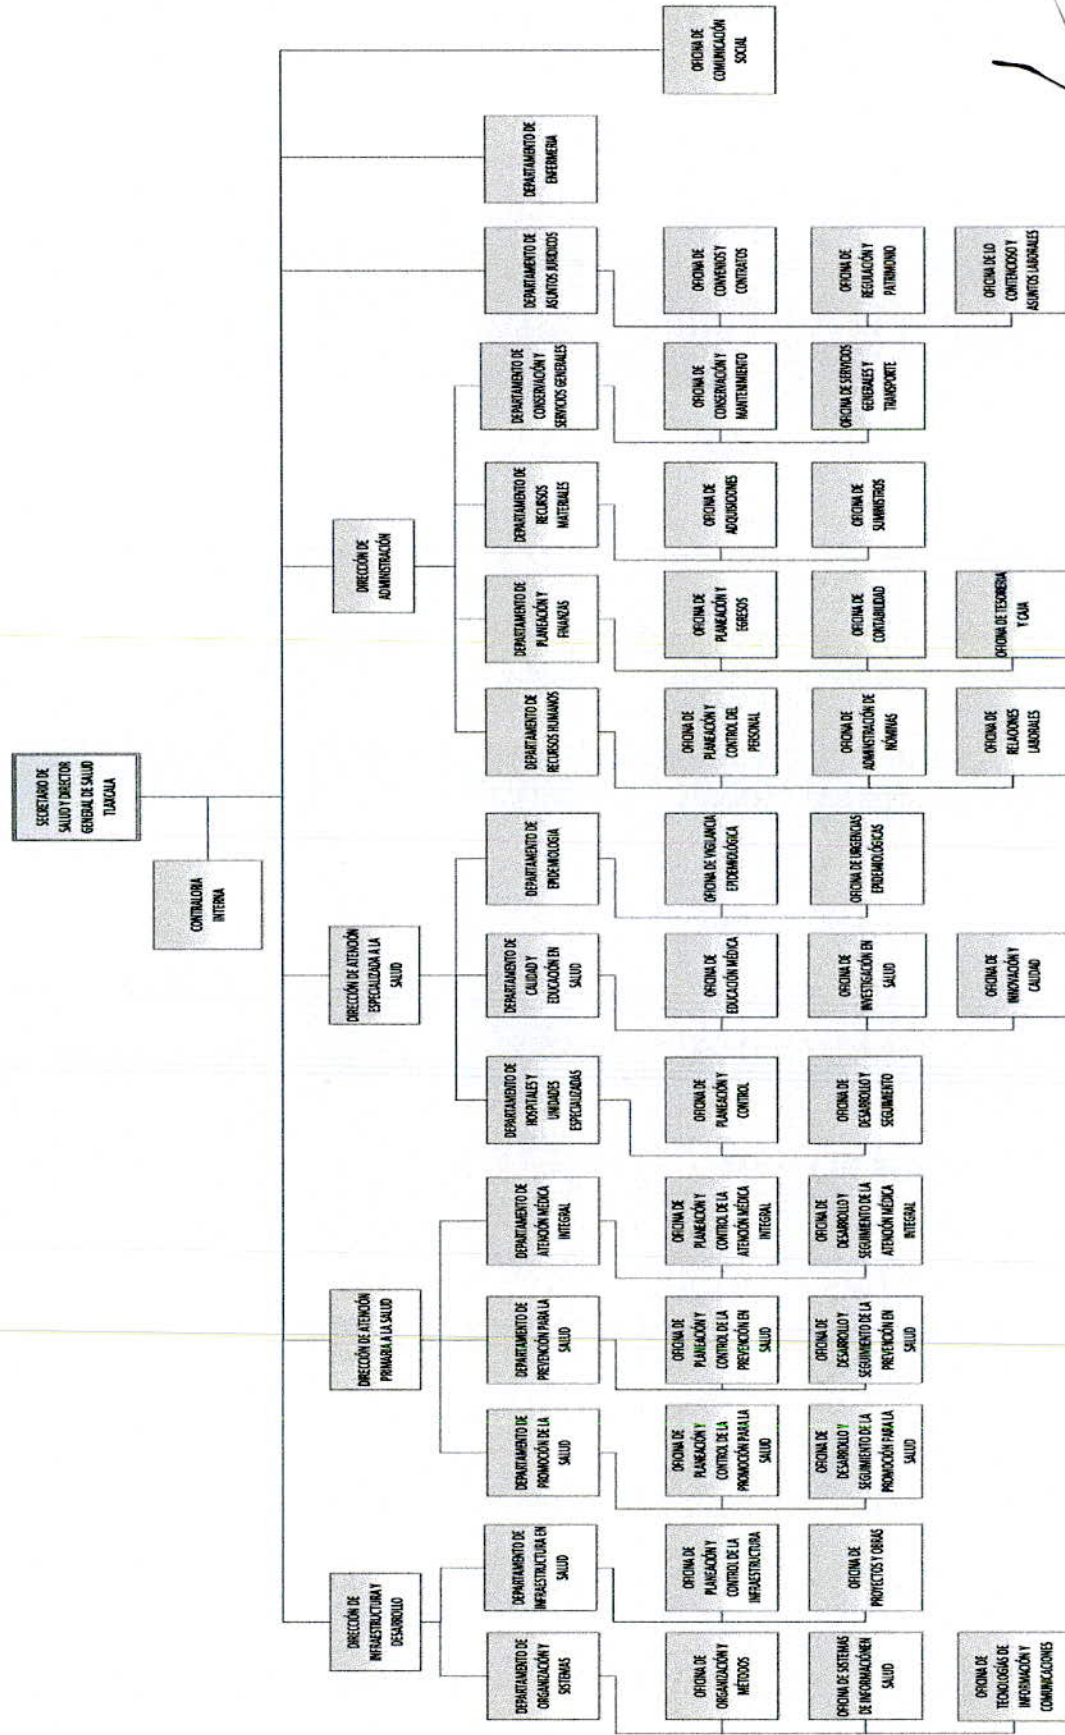 SECRETARIO DE
SALUD Y DIRECTOR
GENERAL DE SALUD
TLAXCALA
CONTRALORIA
INTERNA
DIRECCIÓN DE
INFRAESTRUCTURA Y
DESARROLLO
DIRECCIÓN DE ATENCIÓN
PRIMARIA A LA SALUD
DIRECCIÓN DE ATENCIÓN
ESPECIALIZADA A LA
SALUD
DIRECCIÓN DE
ADMINISTRACIÓN
DEPARTAMENTO DE
ORGANIZACIÓN Y
SISTEMAS
DEPARTAMENTO DE
INFRAESTRUCTURA EN
SALUD
DEPARTAMENTO DE
PROMOCIÓN DE LA
SALUD
DEPARTAMENTO DE
PREVENCIÓN PARA LA
SALUD
DEPARTAMENTO DE
ATENCIÓN MÉDICA
INTEGRAL
DEPARTAMENTO DE
HOSPITALES Y
UNIDADES
ESPECIALIZADAS
DEPARTAMENTO DE
CALIDAD Y
EDUCACIÓN EN
SALUD
DEPARTAMENTO DE
EPIDEMIOLOGIA
DEPARTAMENTO DE
RECURSOS HUMANOS
DEPARTAMENTO DE
PLANEACIÓN Y
FINANZAS
DEPARTAMENTO DE
RECURSOS
MATERIALES
DEPARTAMENTO DE
CONSERVACIÓN Y
SERVICIOS GENERALES
DEPARTAMENTO DE
ASUNTOS JURIDICOS
DEPARTAMENTO DE
ENFERMERIA
OFICINA DE
ORGANIZACIÓN Y
MÉTODOS
OFICINA DE
PLANEACIÓN Y
CONTROL DE LA
INFRAESTRUCTURA
OFICINA DE
PLANEACIÓN Y
CONTROL DE LA
PROMOCIÓN PARA LA
SALUD
OFICINA DE
PLANEACIÓN Y
CONTROL DE LA
PREVENCIÓN EN
SALUD
OFICINA DE
PLANEACIÓN Y
CONTROL DE LA
ATENCIÓN MÉDICA
INTEGRAL
OFICINA DE
PLANEACIÓN Y
CONTROL
OFICINA DE
EDUCACIÓN MÉDICA
OFICINA DE VIGILANCIA
EPIDEMIOLÓGICA
OFICINA DE
PLANEACIÓN Y
CONTROL DEL
PERSONAL
OFICINA DE
PLANEACIÓN Y
EGRESOS
OFICINA DE
ADQUISICIONES
OFICINA DE
CONSERVACIÓN Y
MANTENIMIENTO
OFICINA DE
CONVENIOS Y
CONTRATOS
OFICINA DE
COMUNICACIÓN
SOCIAL
OFICINA DE SISTEMAS
DE INFORMACIÓNEN
SALUD
OFICINA DE
PROYECTOS Y OBRAS
OFICINA DE
DESARROLLO Y
SEGUIMIENTO DE LA
PROMOCIÓN PARA LA
SALUD
OFICINA DE
DESARROLLO Y
SEGUIMIENTO DE LA
PREVENCIÓN EN
SALUD
OFICINA DE
DESARROLLO Y
SEGUIMIENTO DE LA
ATENCIÓN MÉDICA
INTEGRAL
OFICINA DE
DESARROLLO Y
SEGUIMIENTO
OFICINA DE
INVESTIGACIÓN EN
SALUD
OFICINA DE URGENCIAS
EPIDEMIOLÓGICAS
OFICINA DE
ADMINISTRACIÓN DE
NÓMINAS
OFICINA DE
CONTABILIDAD
OFICINA DE
SUMINISTROS
OFICINA DE SERVICIOS
GENERALES Y
TRANSPORTE
OFICINA DE
REGULACIÓN Y
PATRIMONIO
OFICINA DE
TECNOLOGÍAS DE
INFORMACIÓN Y
COMUNICACIONES
OFICINA DE
INNOVACIÓN Y
CALIDAD
OFICINA DE
RELACIONES
LABORALES
OFICINA DE TESORERIA
Y CAJA
OFICINA DE LO
CONTENCIOSO Y
ASUNTOS LABORALES